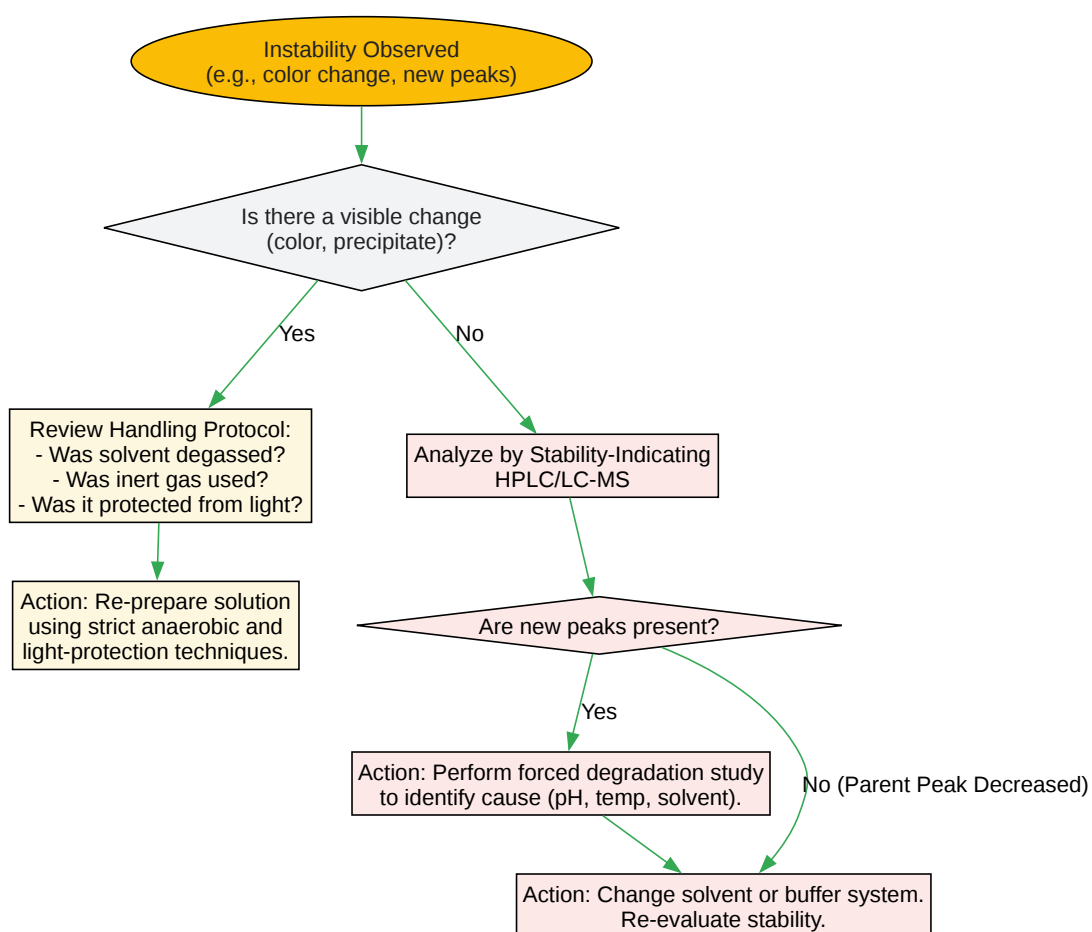 Instability Observed
(e.g., color change, new peaks)
Is there a visible change
(color, precipitate)?
Yes
No
Review Handling Protocol:
- Was solvent degassed?
- Was inert gas used?
- Was it protected from light?
Analyze by Stability-Indicating
HPLC/LC-MS
Action: Re-prepare solution
using strict anaerobic and
light-protection techniques.
Are new peaks present?
Yes
No (Parent Peak Decreased)
Action: Perform forced degradation study
to identify cause (pH, temp, solvent).
Action: Change solvent or buffer system.
Re-evaluate stability.